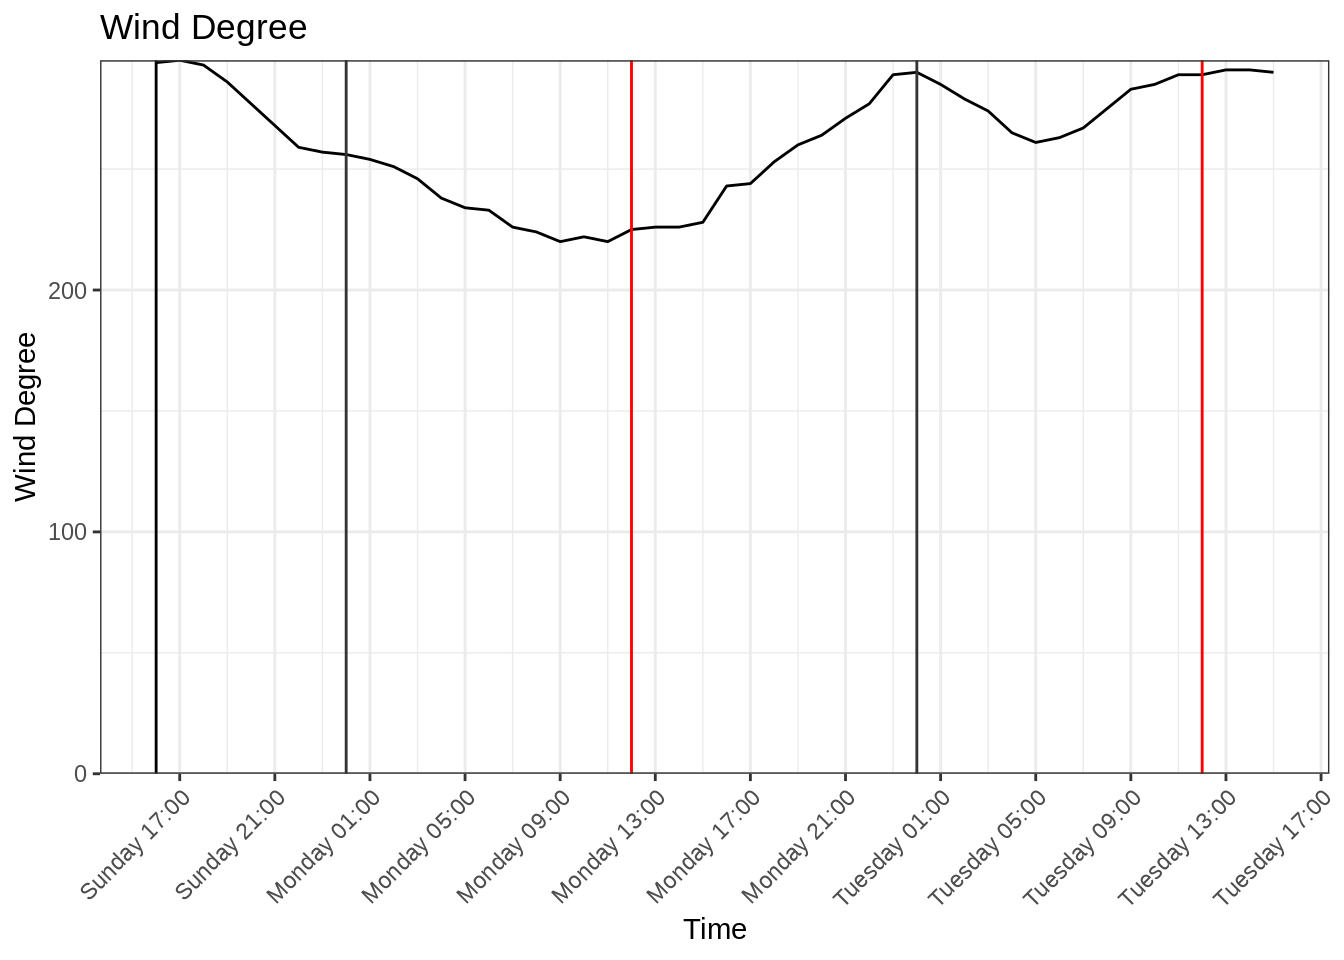 Wind Degree
Wind Degree
200
100
0
Sunday 17:00
Sunday 21:00
Monday 01:00
Monday 05:00
Monday 09:00
Monday 13:00
Monday 17:00
Monday 21:00
Tuesday 01:00
Tuesday 05:00
Tuesday 09:00
Tuesday 13:00
Tuesday 17:00
Time